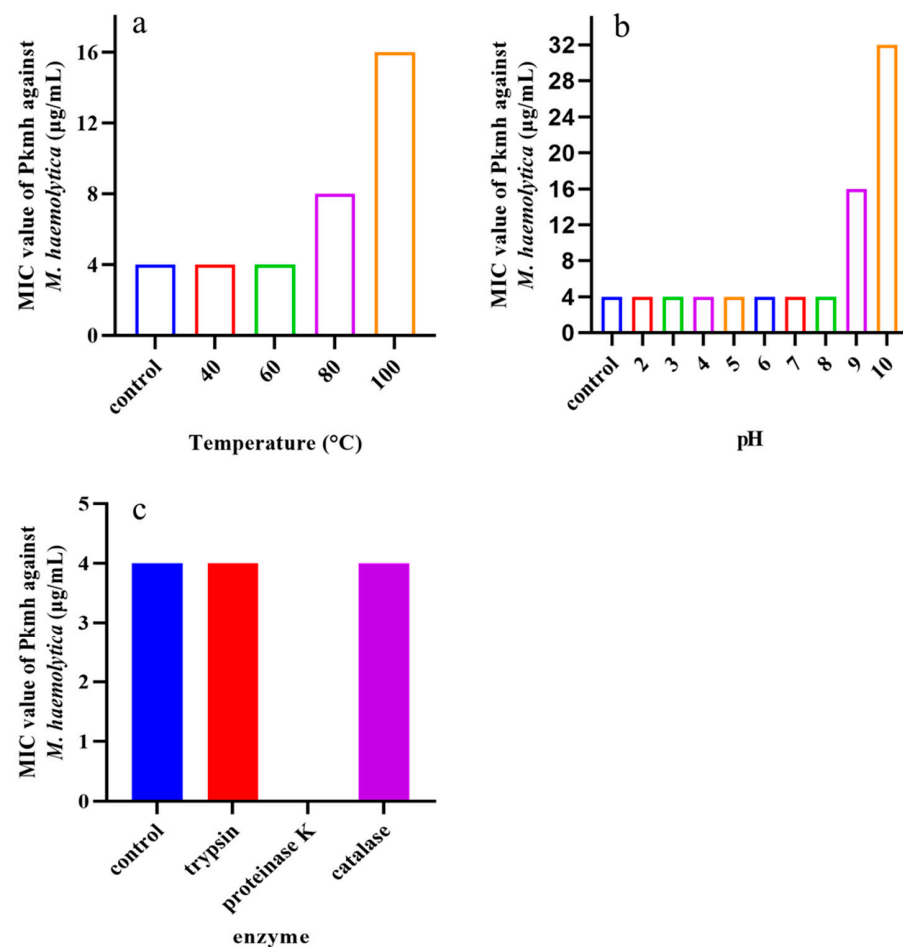 a
MIC value of Pkmh against
M. haemolytica (μg/mL)
16
12
8
4
0
control
40
60
80
100
Temperature (°C)
b
MIC value of Pkmh against
M. haemolytica (μg/mL)
32
28
24
20
16
12
8
4
0
control
2
3
4
5
6
7
8
9
10
pH
c
MIC value of Pkmh against
M. haemolytica (μg/mL)
5
4
3
2
1
0
control
trypsin
proteinase K
catalase
enzyme